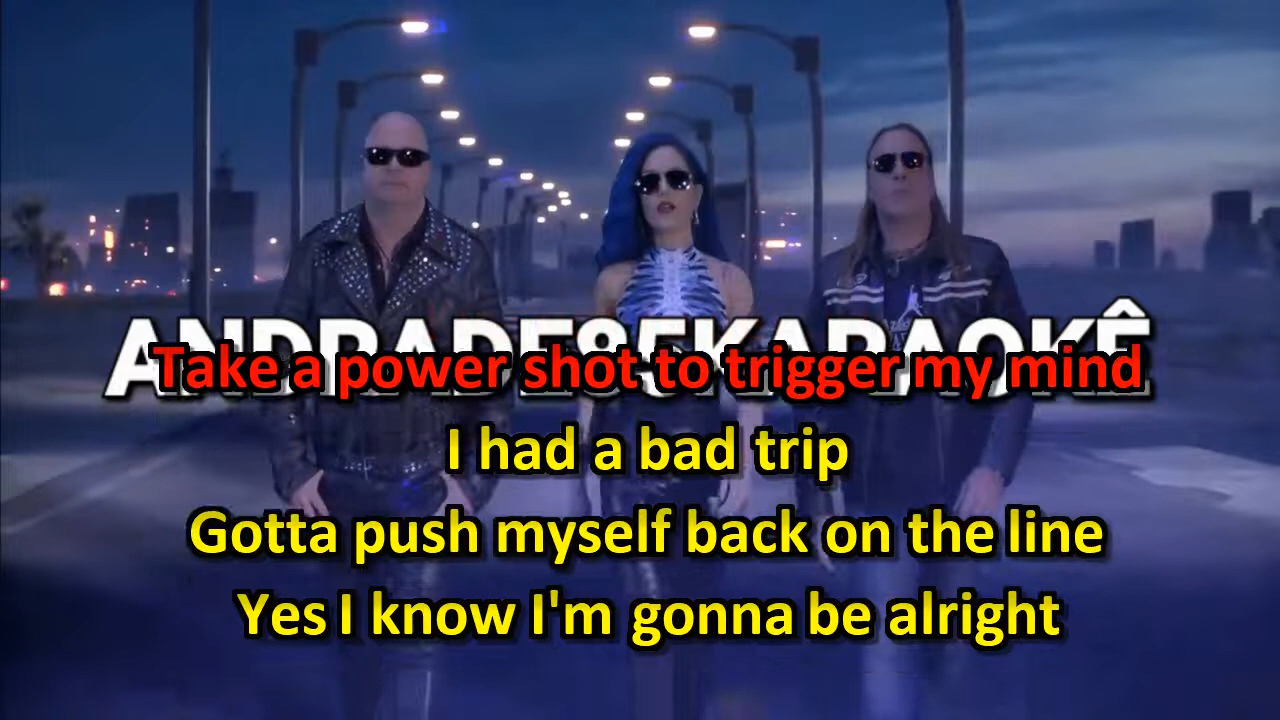 ANDRADE85KARAOKÊ
Take a power shot to trigger my mind
I had a bad trip
Gotta push myself back on the line
Yes I know I'm gonna be alright